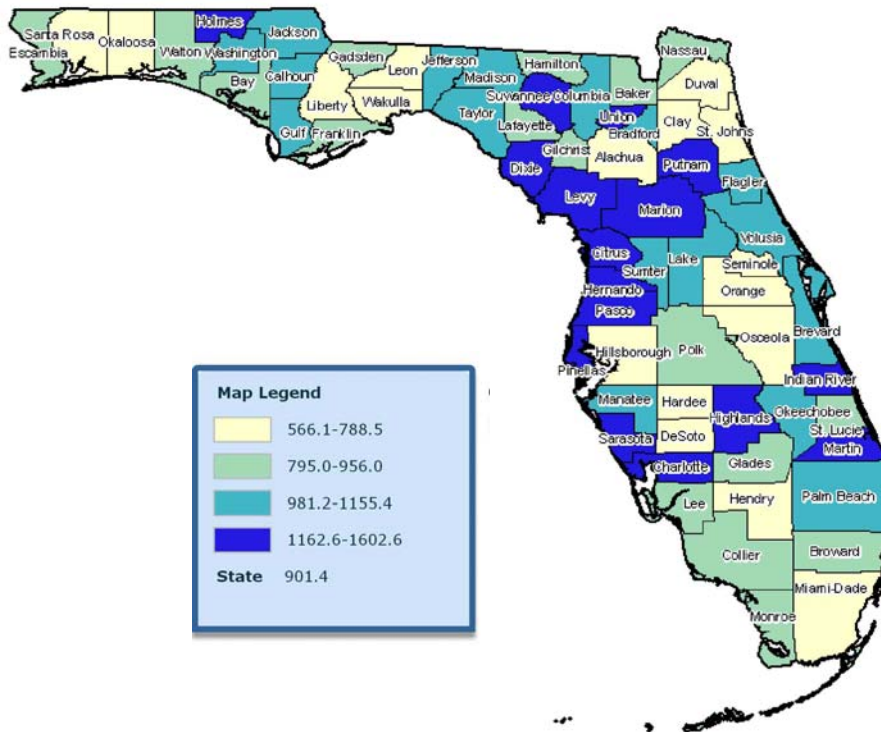 Holmes
Jackson
Santa Rosa
Okaloosa
Walton
Washington
Escambia
Bay
Calhoun
Gadsden
Leon
Jefferson
Madison
Hamilton
Liberty
Wakulla
Gulf
Franklin
Taylor
Suwannee
Columbia
Lafayette
Baker
Nassau
Duval
Union
Bradford
Clay
St. Johns
Gilchrist
Alachua
Putnam
Dixie
Flagler
Levy
Marion
Volusia
Citrus
Sumter
Lake
Seminole
Orange
Hernando
Pasco
Brevard
Osceola
Hillsborough
Polk
Pinellas
Indian River
Manatee
Hardee
Highlands
Okeechobee
St. Lucie
Sarasota
DeSoto
Martin
Charlotte
Glades
Lee
Hendry
Palm Beach
Collier
Broward
Miami-Dade
Monroe
Map Legend
566.1-788.5
795.0-956.0
981.2-1155.4
1162.6-1602.6
State 901.4